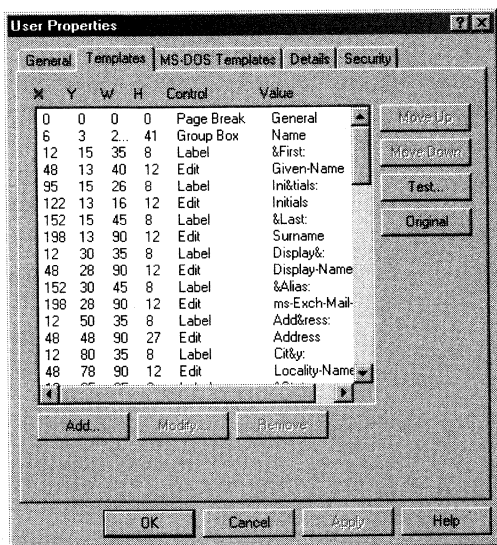 User Properties
General Templates MS-DOS Templates Details Security
X Y W H Control Value
0 0 0 0 Page Break General
6 3 2... 41 Group Box Name
12 15 35 8 Label &First:
48 13 40 12 Edit Given-Name
95 15 26 8 Label Ini&tials:
122 13 16 12 Edit Initials
152 15 45 8 Label &Last:
198 13 90 12 Edit Surname
12 30 35 8 Label Display&:
48 28 90 12 Edit Display-Name
152 30 45 8 Label &Alias:
198 28 90 12 Edit ms-Exch-Mail-
12 50 35 8 Label Add&ress:
48 48 90 27 Edit Address
12 80 35 8 Label Cit&y:
48 78 90 12 Edit Locality-Name
Move Up
Move Down
Test...
Original
Add... Modify... Remove
OK Cancel Apply Help